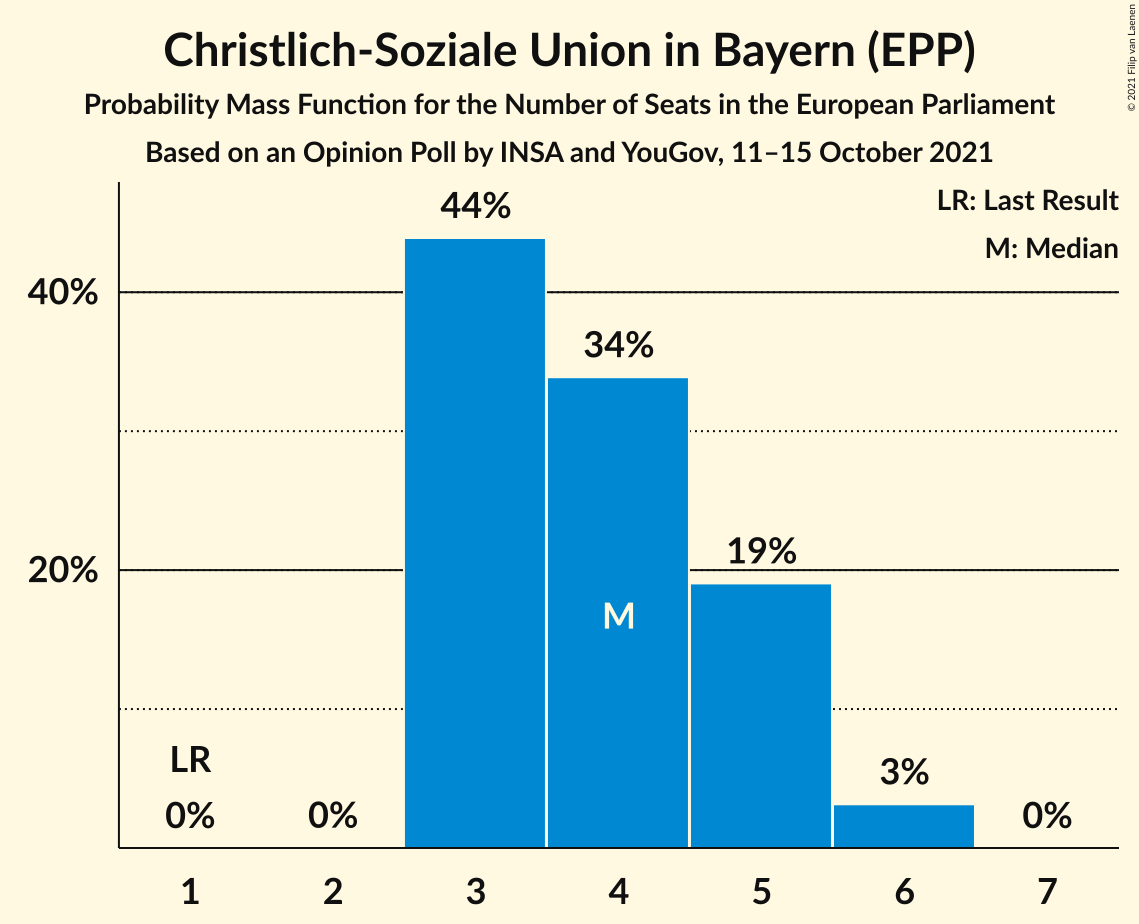 Christlich-Soziale Union in Bayern (EPP)
Probability Mass Function for the Number of Seats in the European Parliament
Based on an Opinion Poll by INSA and YouGov, 11–15 October 2021
© 2021 Filip van Laenen
LR: Last Result
M: Median
44%
40%
34%
20%
19%
M
LR
3%
0%
0%
0%
1
2
3
4
5
6
7